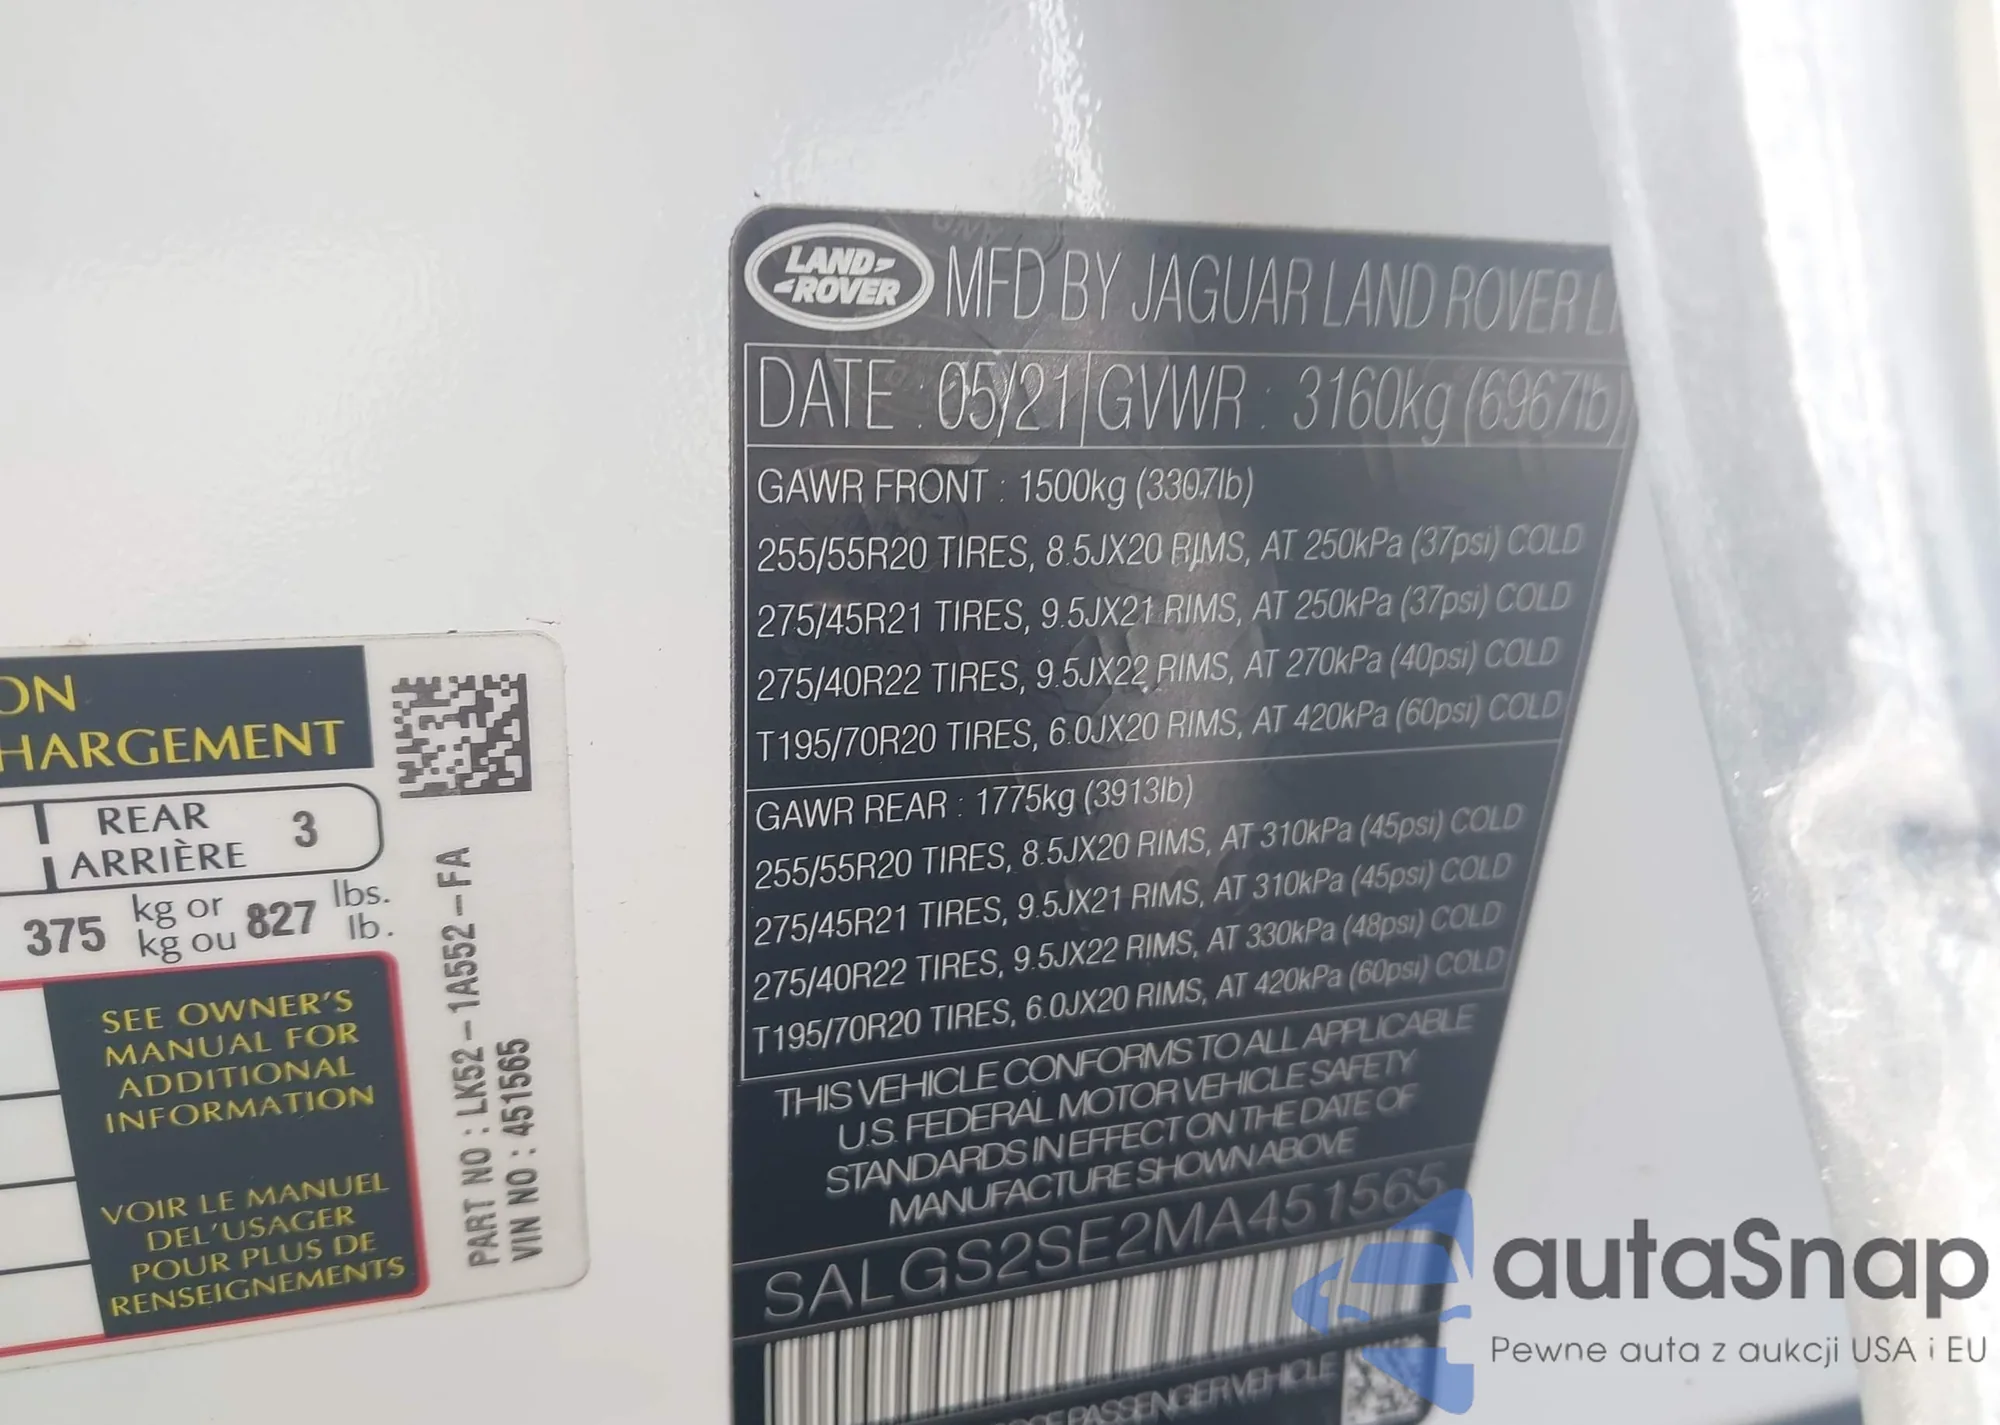 LAND-
-ROVER
MFD BY JAGUAR LAND ROVER
DATE : 05/21 GVWR : 3160kg (6967lb)
GAWR FRONT : 1500kg (3307lb)
255/55R20 TIRES, 8.5JX20 RIMS, AT 250kPa (37psi) COLD
275/45R21 TIRES, 9.5JX21 RIMS, AT 250kPa (37psi) COLD
275/40R22 TIRES, 9.5JX22 RIMS, AT 270kPa (40psi) COLD
T195/70R20 TIRES, 6.0JX20 RIMS, AT 420kPa (60psi) COLD
GAWR REAR : 1775kg (3913lb)
255/55R20 TIRES, 8.5JX20 RIMS, AT 310kPa (45psi) COLD
275/45R21 TIRES, 9.5JX21 RIMS, AT 310kPa (45psi) COLD
275/40R22 TIRES, 9.5JX22 RIMS, AT 330kPa (48psi) COLD
T195/70R20 TIRES, 6.0JX20 RIMS, AT 420kPa (60psi) COLD
THIS VEHICLE CONFORMS TO ALL APPLICABLE
U.S. FEDERAL MOTOR VEHICLE SAFETY
STANDARDS IN EFFECT ON THE DATE OF
MANUFACTURE SHOWN ABOVE
SALGS2SE2MA451565
PASSENGER VEHICLE
ON
HARGEMENT
REAR 3
ARRIÈRE
375 kg or 827 lbs.
kg ou lb.
SEE OWNER'S
MANUAL FOR
ADDITIONAL
INFORMATION
VOIR LE MANUEL
DEL'USAGER
POUR PLUS DE
RENSEIGNEMENTS
PART NO : LK52-1A552-FA
VIN NO : 451565
autaSnap
Pewne auta z aukcji USA i EU